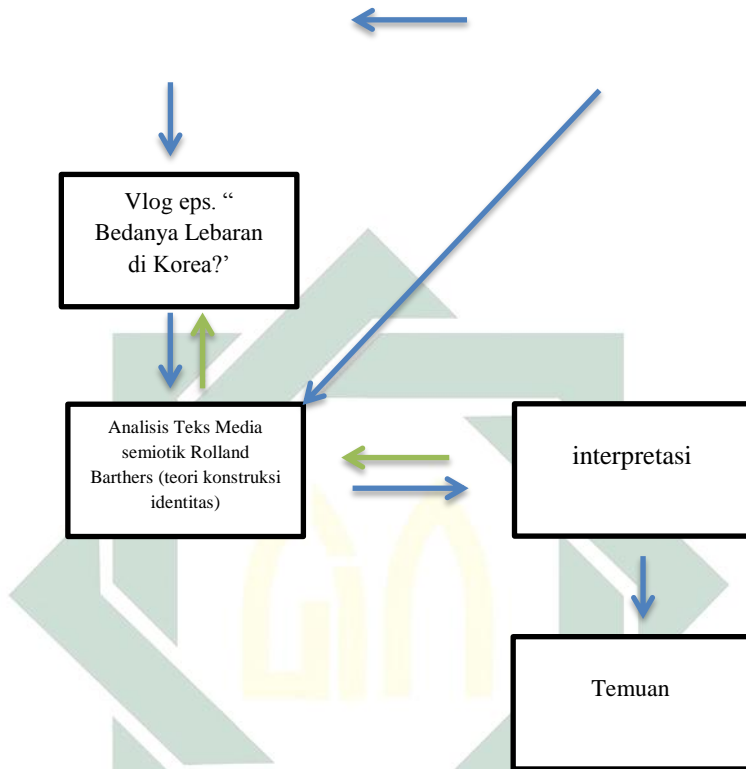 Vlog eps. “
Bedanya Lebaran
di Korea?’
Analisis Teks Media
semiotik Rolland
Barthers (teori konstruksi
identitas)
interpretasi
Temuan